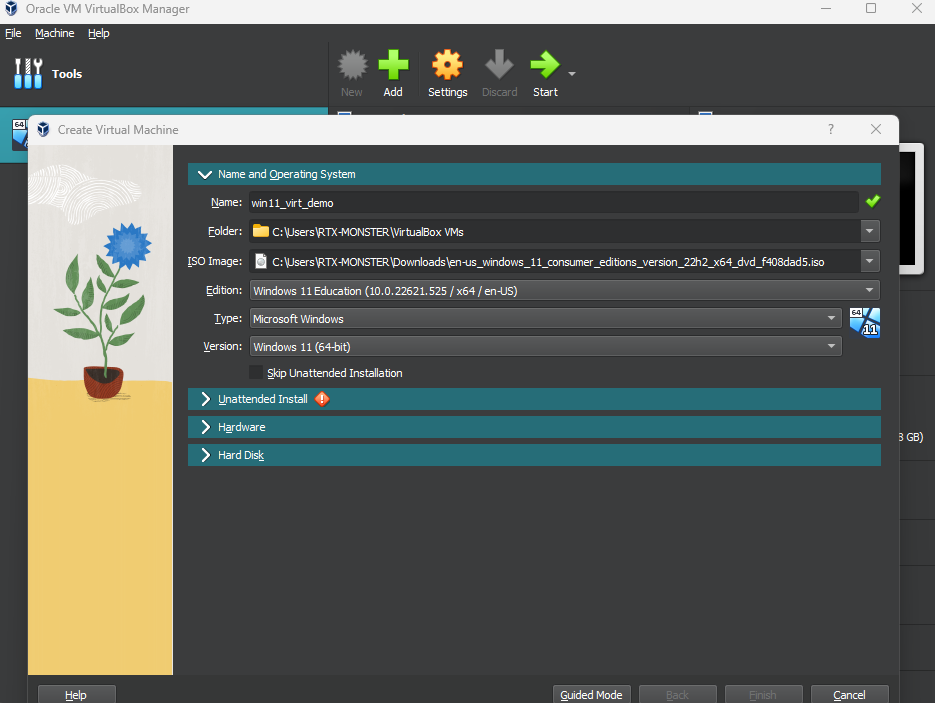 Oracle VM VirtualBox Manager
File Machine Help
Tools
New Add Settings Discard Start
64
Create Virtual Machine ?
Name and Operating System
Name: win11_virt_demo
Folder: C:\Users\RTX-MONSTER\VirtualBox VMs
ISO Image: C:\Users\RTX-MONSTER\Downloads\en-us_windows_11_consumer_editions_version_22h2_x64_dvd_f408dad5.iso
Edition: Windows 11 Education (10.0.22621.525 / x64 / en-US)
Type: Microsoft Windows
64
11
Version: Windows 11 (64-bit)
Skip Unattended Installation
Unattended Install
Hardware
3 GB)
Hard Disk
Help Guided Mode Back Finish Cancel